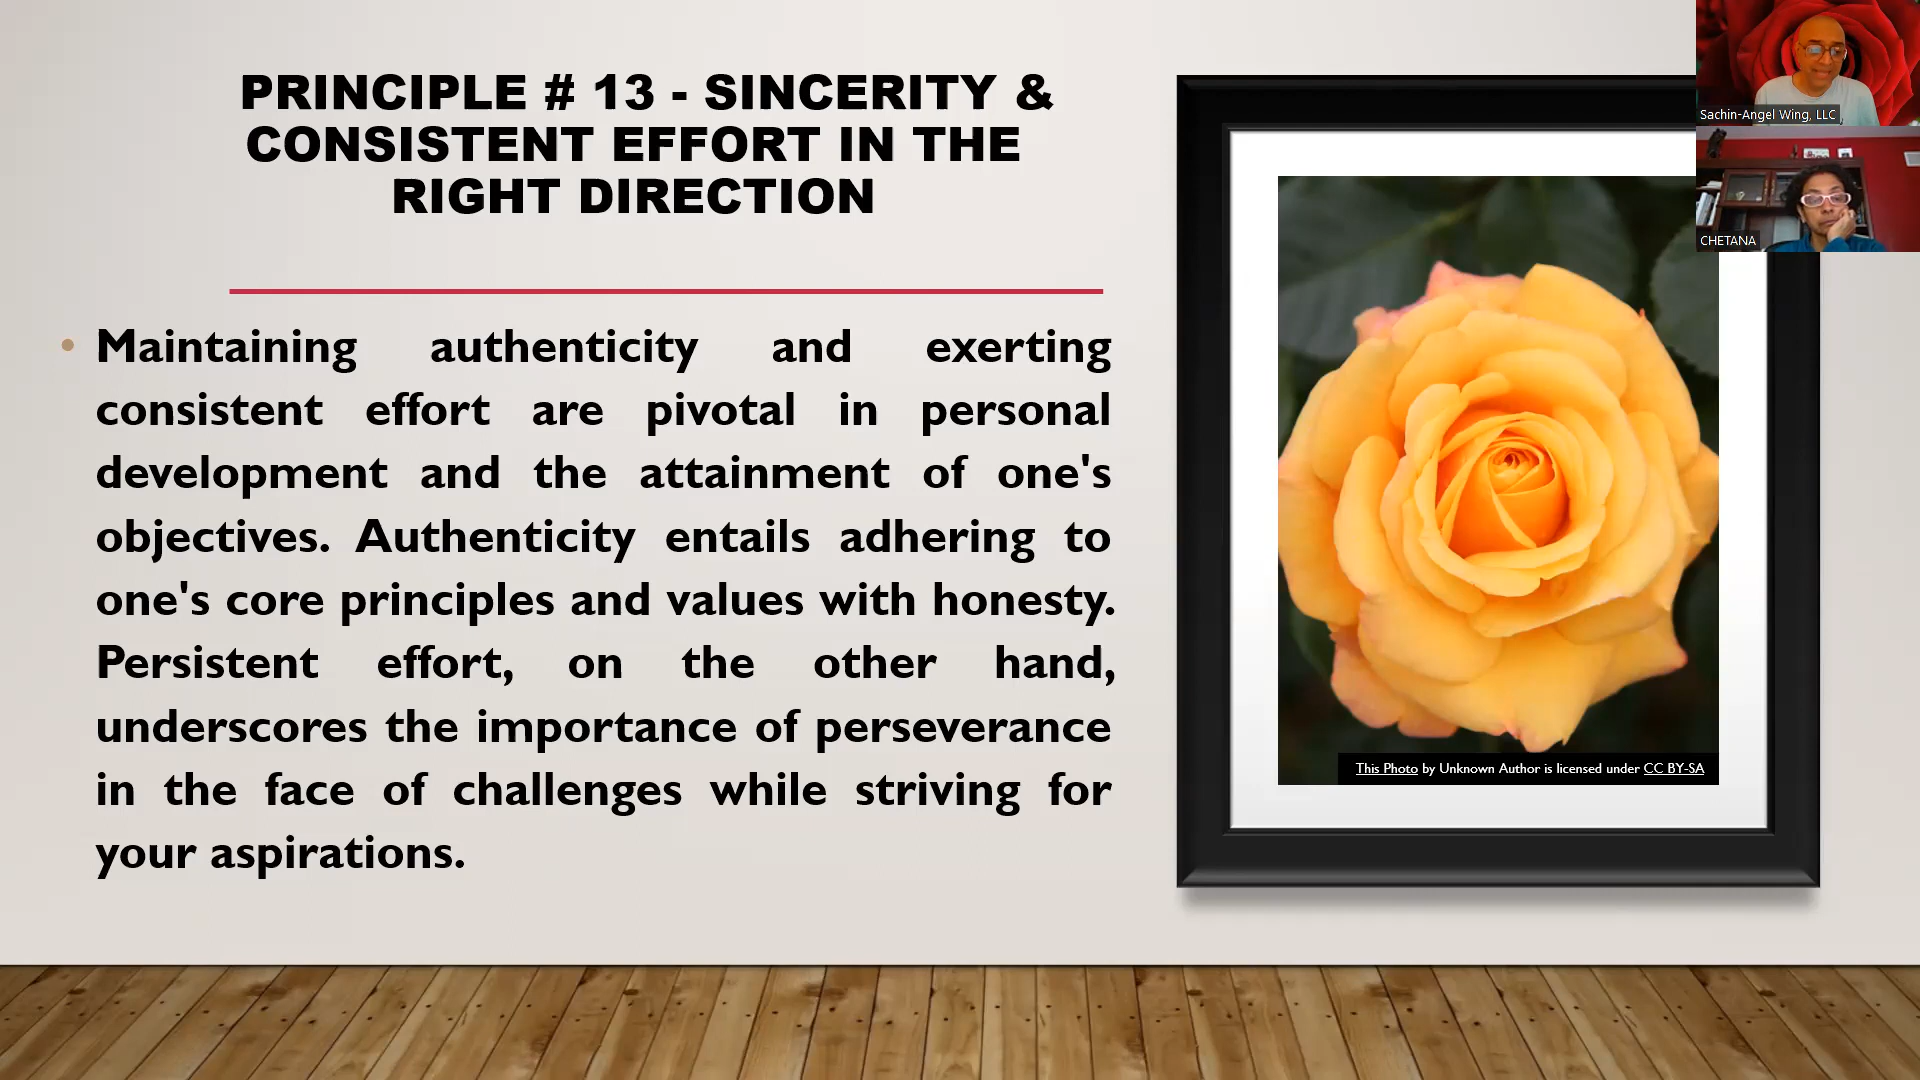 PRINCIPLE # 13 - SINCERITY &
CONSISTENT EFFORT IN THE
RIGHT DIRECTION
• Maintaining authenticity and exerting
consistent effort are pivotal in personal
development and the attainment of one's
objectives. Authenticity entails adhering to
one's core principles and values with honesty.
Persistent effort, on the other hand,
underscores the importance of perseverance
in the face of challenges while striving for
your aspirations.
This Photo by Unknown Author is licensed under CC BY-SA
Sachin-Angel Wing, LLC
CHETANA